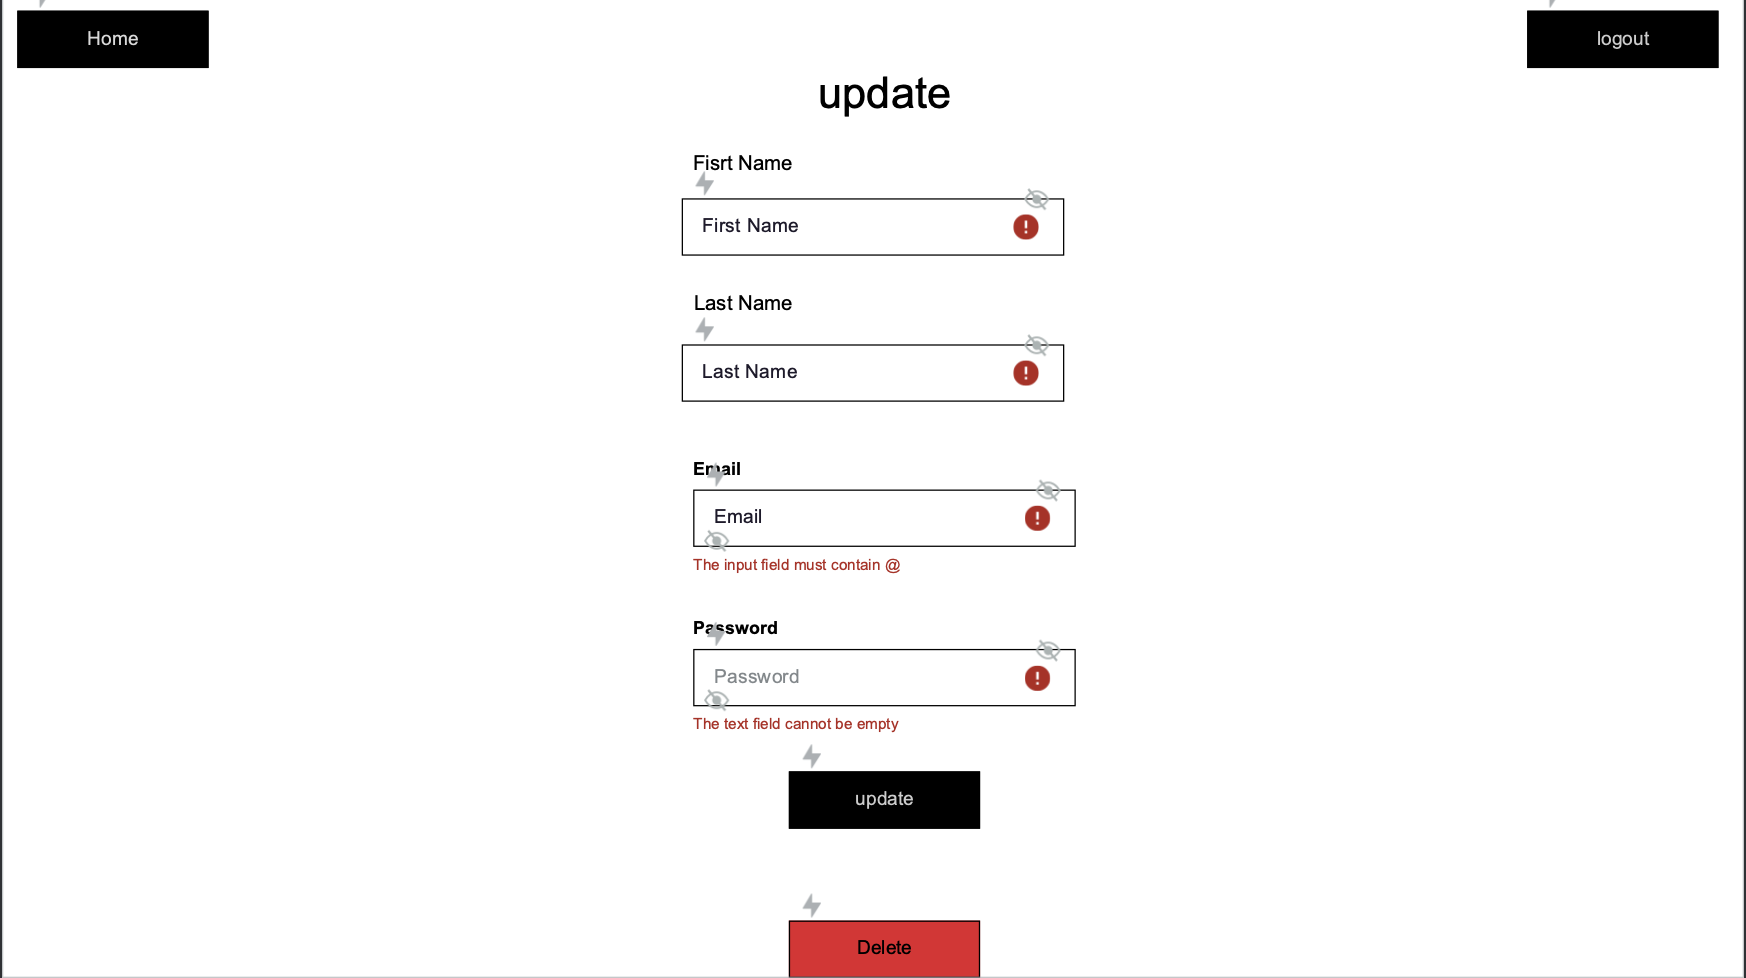 Home
logout
update
Fisrt Name
First Name
Last Name
Last Name
Email
Email
The input field must contain @
Password
Password
The text field cannot be empty
update
Delete